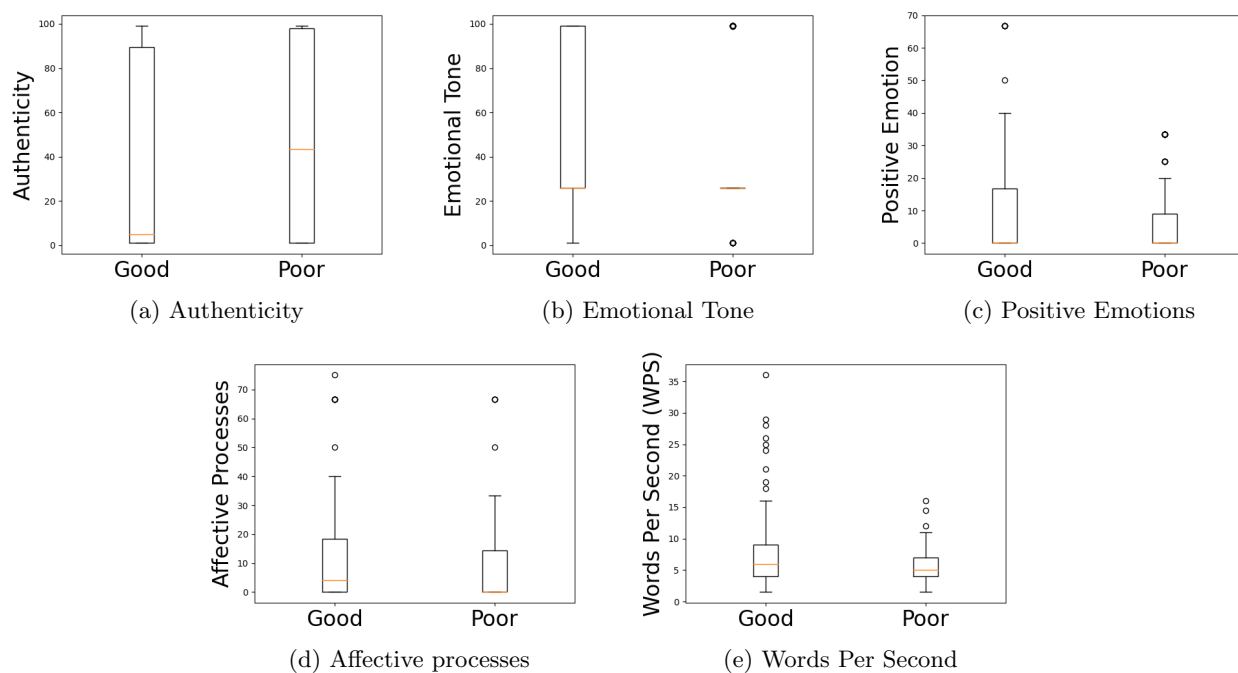 100
80
60
40
20
0
Authenticity
Good Poor
(a) Authenticity
100
80
60
40
20
0
Emotional Tone
Good Poor
(b) Emotional Tone
70
60
50
40
30
20
10
0
Positive Emotion
Good Poor
(c) Positive Emotions
70
60
50
40
30
20
10
0
Affective Processes
Good Poor
(d) Affective processes
35
30
25
20
15
10
5
0
Words Per Second (WPS)
Good Poor
(e) Words Per Second